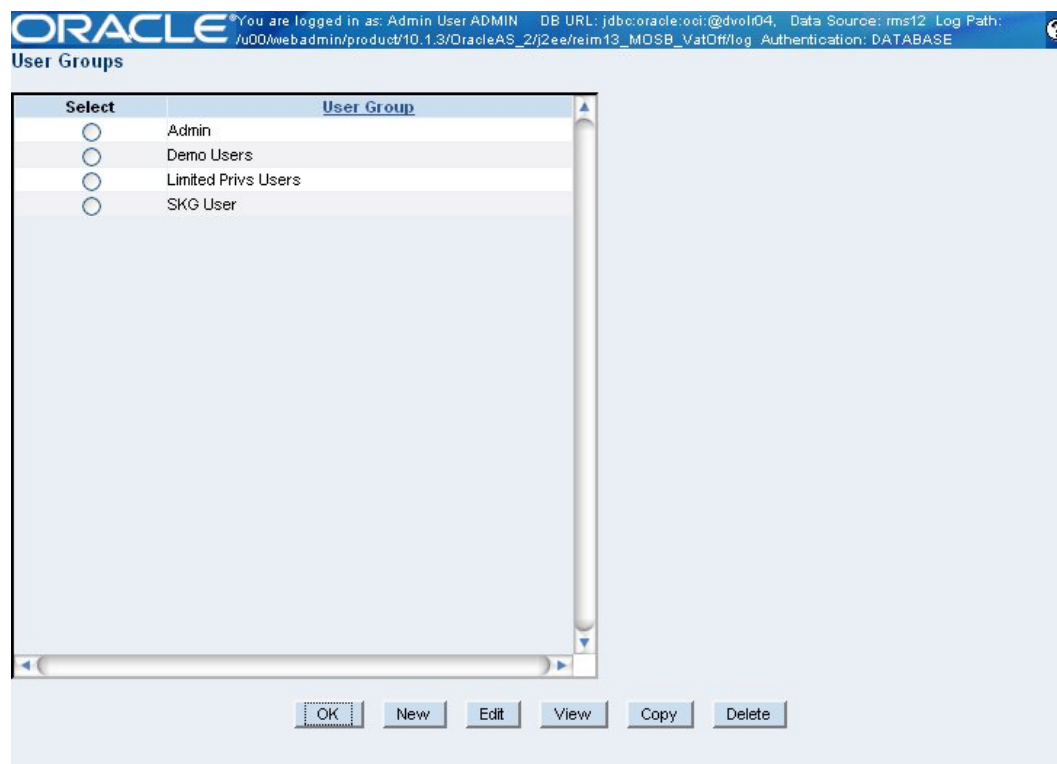 ORACLE® You are logged in as: Admin User ADMIN DB URL: jdbc:oracle:oci:@dvolr04, Data Source: rms12 Log Path:
/u00/webadmin/product/10.1.3/OracleAS_2/j2ee/reim13_MOSB_VatOff/log Authentication: DATABASE
User Groups
Select User Group
Admin
Demo Users
Limited Privs Users
SKG User
OK New Edit View Copy Delete